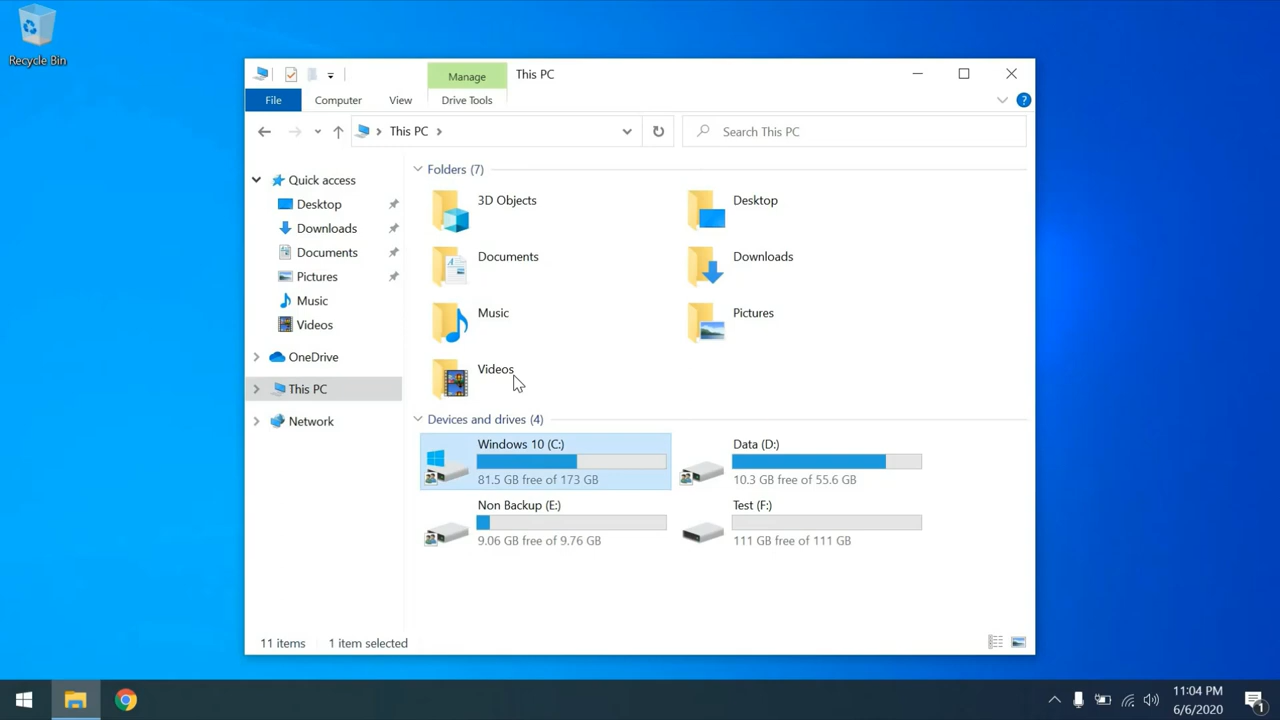 Recycle Bin
Manage
This PC
File
Computer
View
Drive Tools
This PC
Search This PC
Quick access
Desktop
Downloads
Documents
Pictures
Music
Videos
OneDrive
This PC
Network
Folders (7)
3D Objects
Desktop
Documents
Downloads
Music
Pictures
Videos
Devices and drives (4)
Windows 10 (C:)
81.5 GB free of 173 GB
Data (D:)
10.3 GB free of 55.6 GB
Non Backup (E:)
9.06 GB free of 9.76 GB
Test (F:)
111 GB free of 111 GB
11 items
1 item selected
11:04 PM
6/6/2020
1